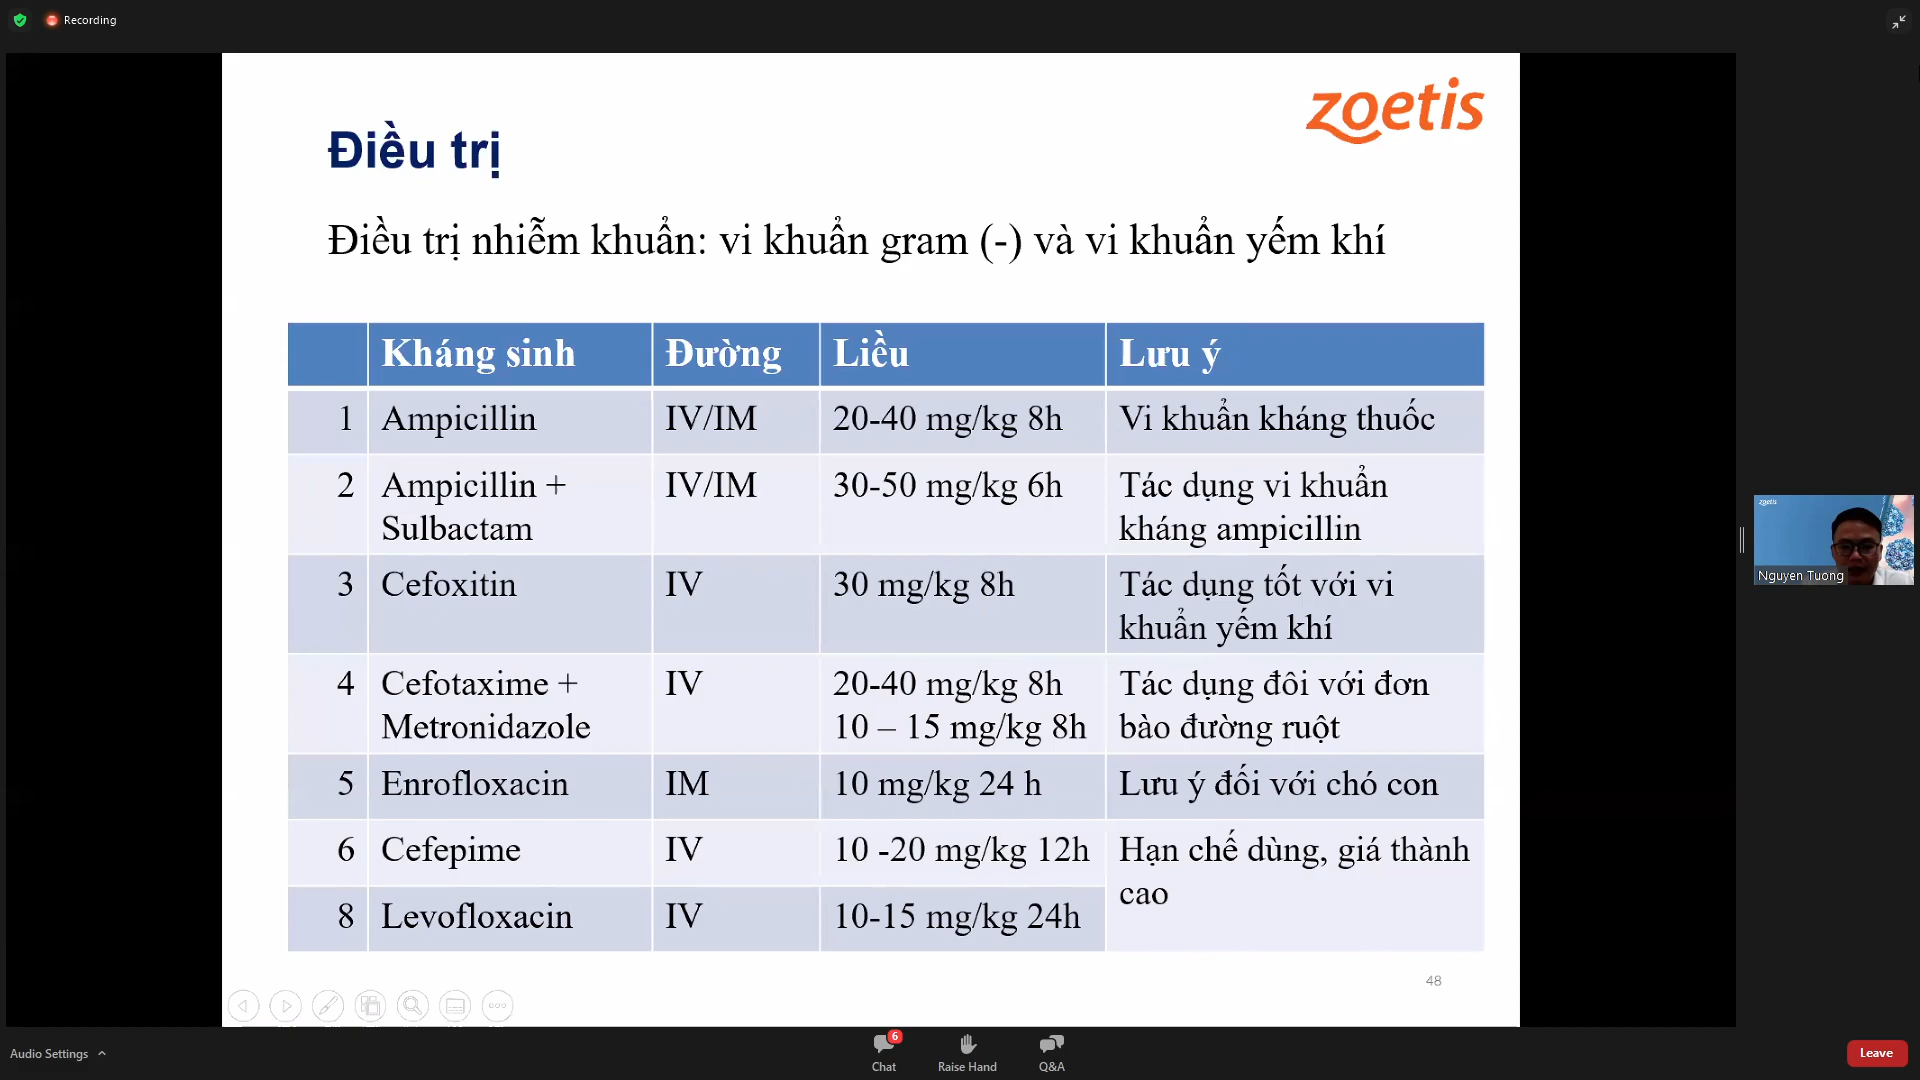 Recording
zoetis
Điều trị
Điều trị nhiễm khuẩn: vi khuẩn gram (-) và vi khuẩn yếm khí
Kháng sinh Đường Liều Lưu ý
1 Ampicillin IV/IM 20-40 mg/kg 8h Vi khuẩn kháng thuốc
2 Ampicillin + IV/IM 30-50 mg/kg 6h Tác dụng vi khuẩn
Sulbactam kháng ampicillin
3 Cefoxitin IV 30 mg/kg 8h Tác dụng tốt với vi
khuẩn yếm khí
4 Cefotaxime + IV 20-40 mg/kg 8h Tác dụng đôi với đơn
Metronidazole 10 – 15 mg/kg 8h bào đường ruột
5 Enrofloxacin IM 10 mg/kg 24 h Lưu ý đối với chó con
6 Cefepime IV 10 -20 mg/kg 12h Hạn chế dùng, giá thành
cao
8 Levofloxacin IV 10-15 mg/kg 24h
48
zoetis
Nguyen Tuong
Audio Settings
6
Chat Raise Hand Q&A
Leave